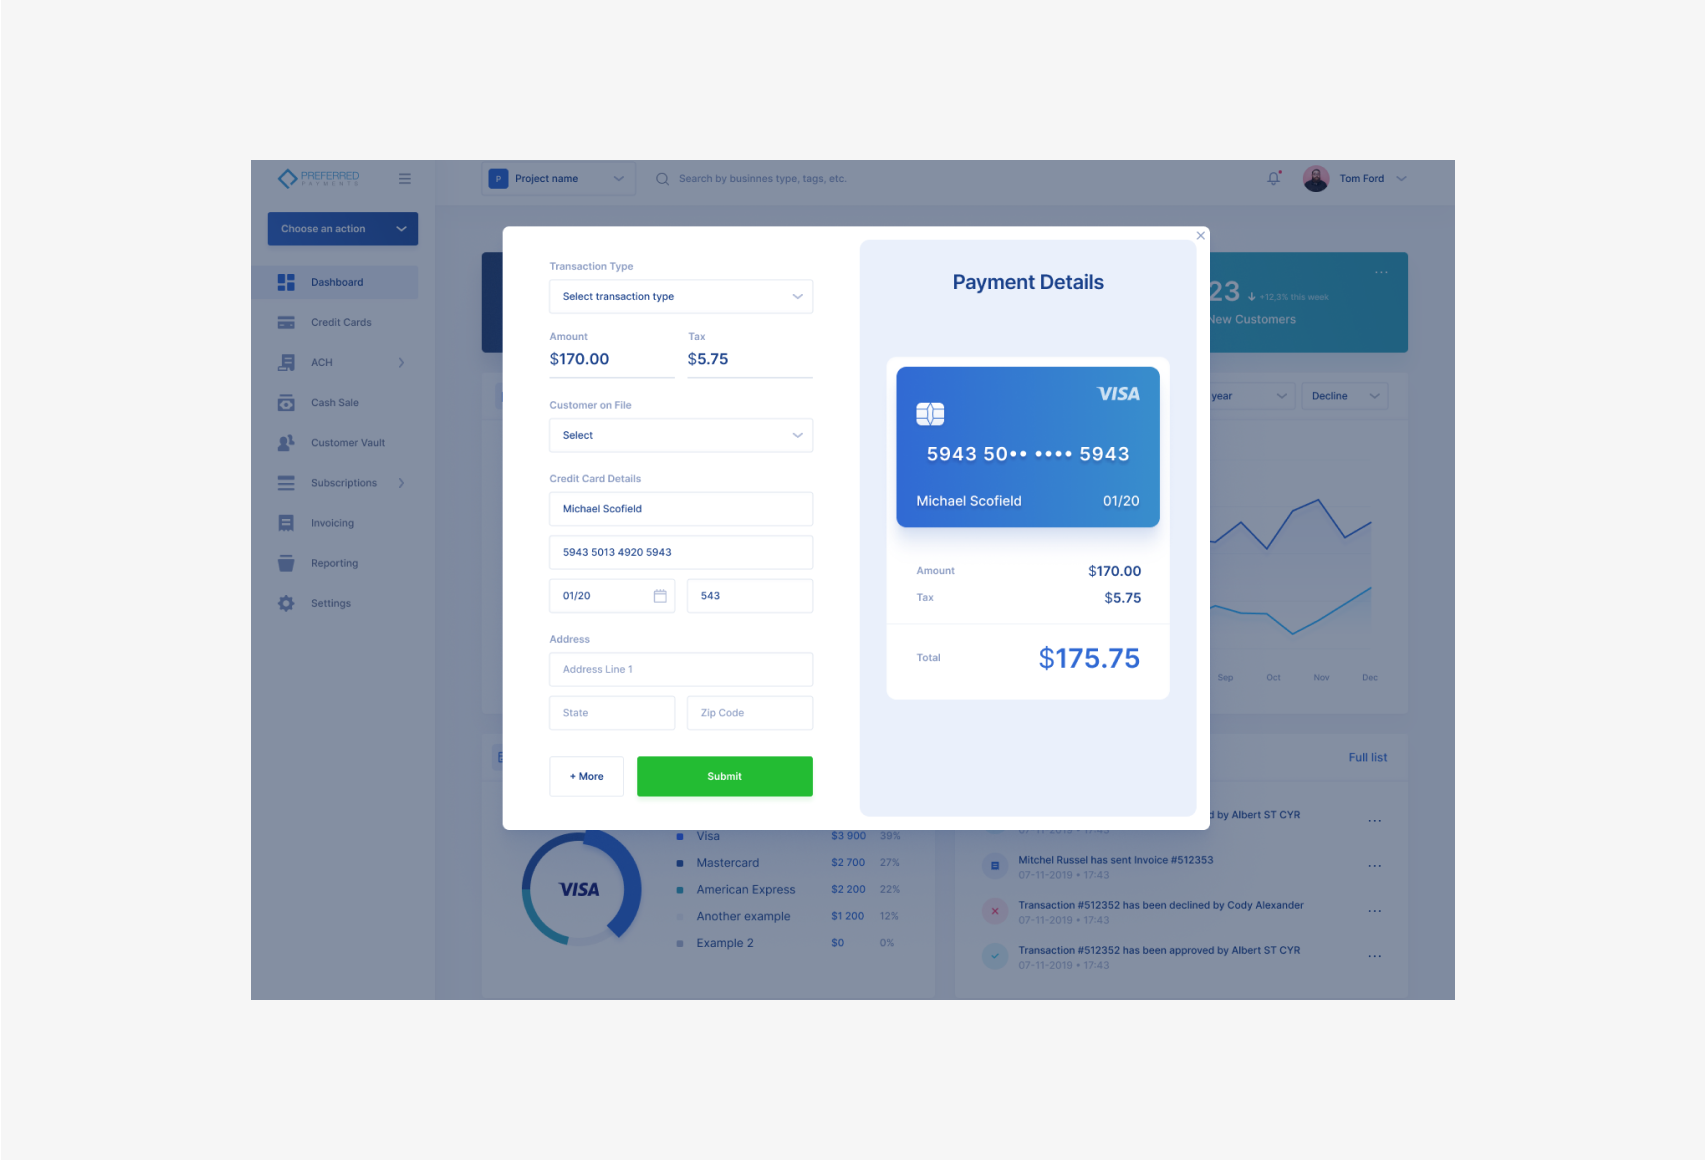 PREFERRED
PAYMENTS
P Project name
Search by businnes type, tags, etc.
Tom Ford
Choose an action
Dashboard
Credit Cards
ACH
Cash Sale
Customer Vault
Subscriptions
Invoicing
Reporting
Settings
Transaction Type
Select transaction type
Amount Tax
$170.00 $5.75
Customer on File
Select
Credit Card Details
Michael Scofield
5943 5013 4920 5943
01/20 543
Address
Address Line 1
State Zip Code
+ More Submit
Payment Details
VISA
5943 50•• •••• 5943
Michael Scofield 01/20
Amount $170.00
Tax $5.75
Total $175.75
23 +12,3% this week
New Customers
year Decline
Sep Oct Nov Dec
Full list
VISA
Visa $3 900 39%
Mastercard $2 700 27%
American Express $2 200 22%
Another example $1 200 12%
Example 2 $0 0%
d by Albert ST CYR
07-11-2019 • 17:43
Mitchel Russel has sent Invoice #512353
07-11-2019 • 17:43
Transaction #512352 has been declined by Cody Alexander
07-11-2019 • 17:43
Transaction #512352 has been approved by Albert ST CYR
07-11-2019 • 17:43